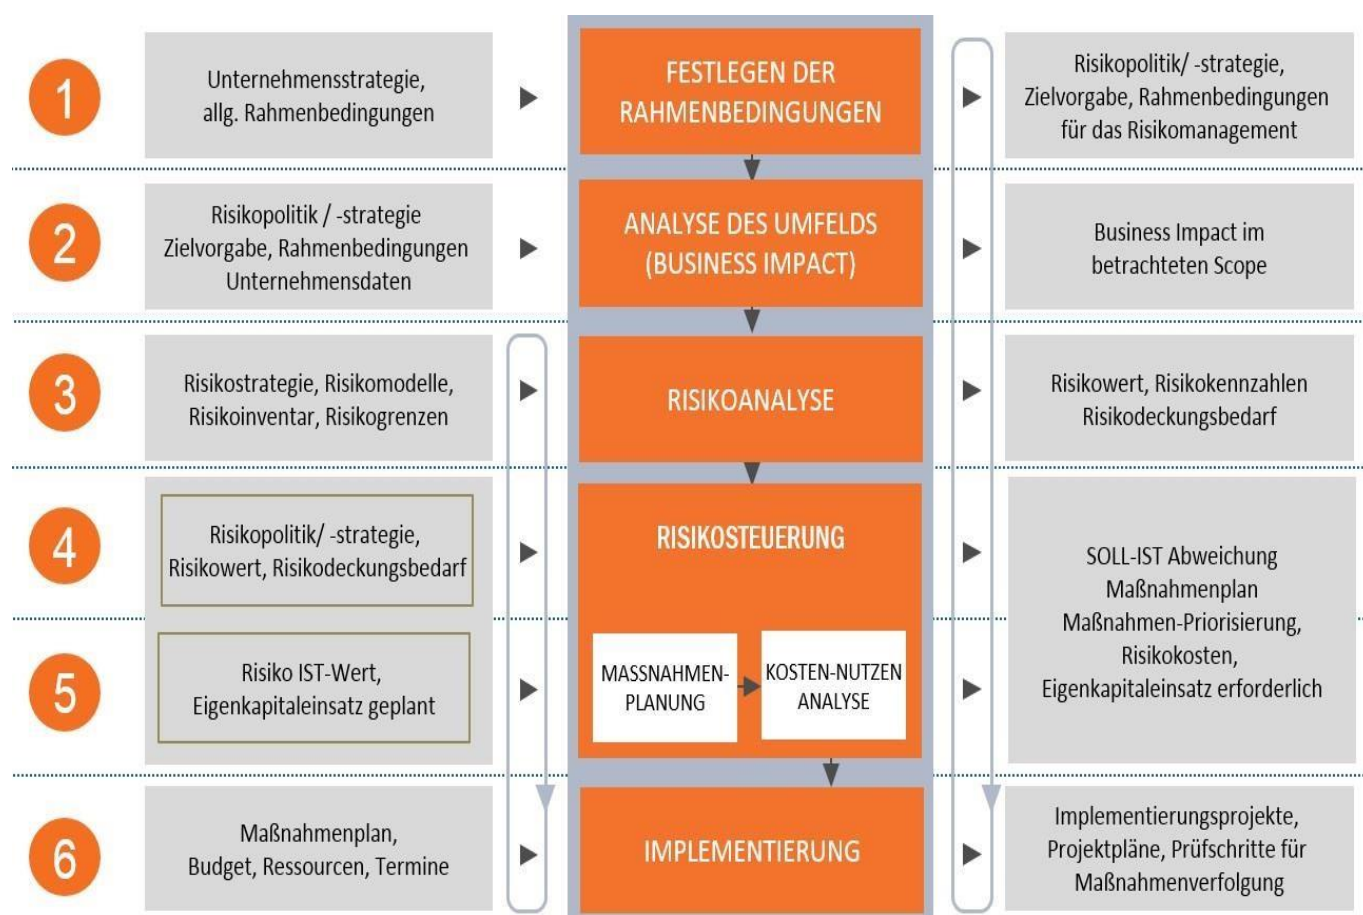 1
Unternehmensstrategie,
allg. Rahmenbedingungen
FESTLEGEN DER
RAHMENBEDINGUNGEN
Risikopolitik/ -strategie,
Zielvorgabe, Rahmenbedingungen
für das Risikomanagement
2
Risikopolitik / -strategie
Zielvorgabe, Rahmenbedingungen
Unternehmensdaten
ANALYSE DES UMFELDS
(BUSINESS IMPACT)
Business Impact im
betrachteten Scope
3
Risikostrategie, Risikomodelle,
Risikoinventar, Risikogrenzen
RISIKOANALYSE
Risikowert, Risikokennzahlen
Risikodeckungsbedarf
4
Risikopolitik/ -strategie,
Risikowert, Risikodeckungsbedarf
RISIKOSTEUERUNG
SOLL-IST Abweichung
Maßnahmenplan
Maßnahmen-Priorisierung,
Risikokosten,
Eigenkapitaleinsatz erforderlich
5
Risiko IST-Wert,
Eigenkapitaleinsatz geplant
MASSNAHMEN-
PLANUNG
KOSTEN-NUTZEN
ANALYSE
6
Maßnahmenplan,
Budget, Ressourcen, Termine
IMPLEMENTIERUNG
Implementierungsprojekte,
Projektpläne, Prüfschritte für
Maßnahmenverfolgung